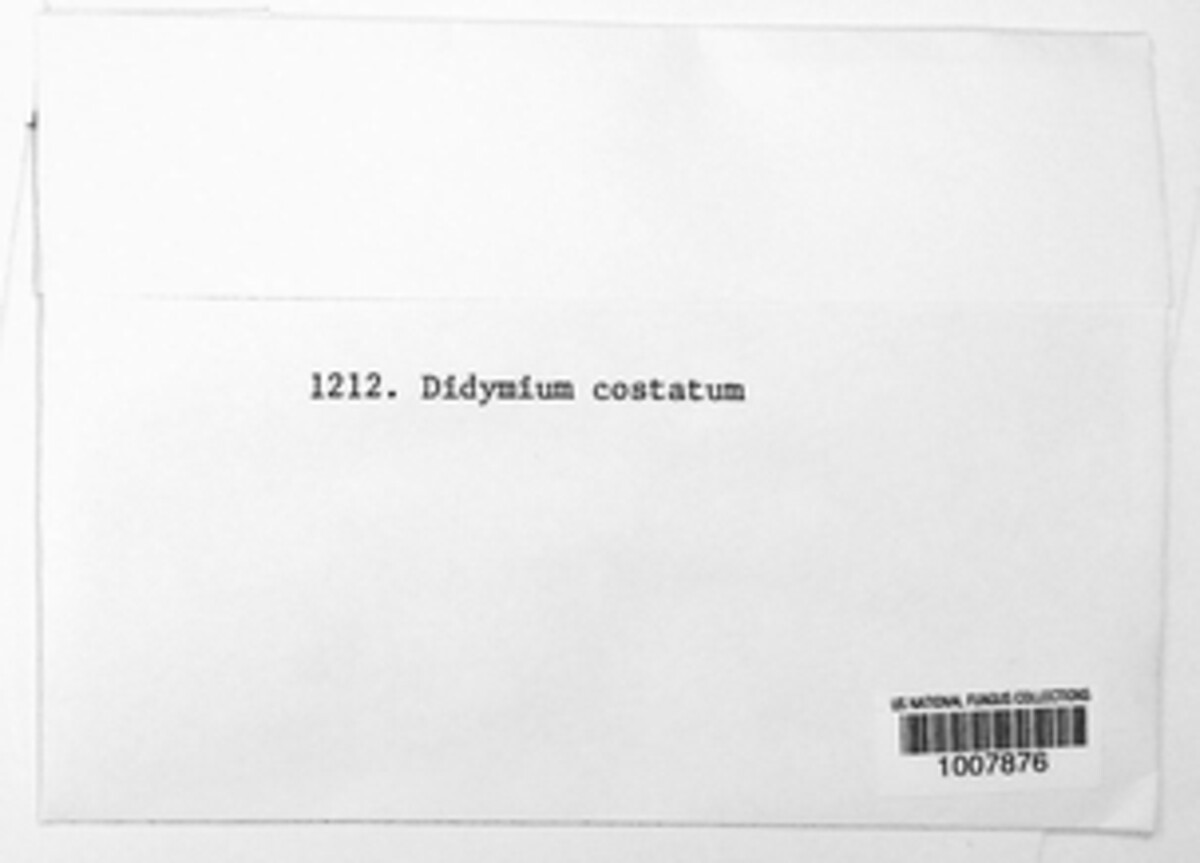 1212. Didymium costatum
US NATIONAL FUNGUS COLLECTIONS
1007876